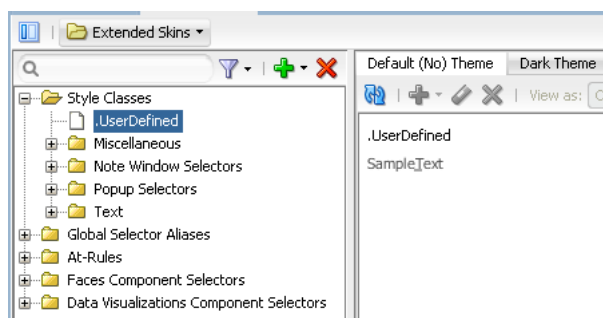 Extended Skins
Default (No) Theme
Dark Theme
View as:
Style Classes
.UserDefined
Miscellaneous
Note Window Selectors
Popup Selectors
Text
Global Selector Aliases
At-Rules
Faces Component Selectors
Data Visualizations Component Selectors
.UserDefined
SampleText